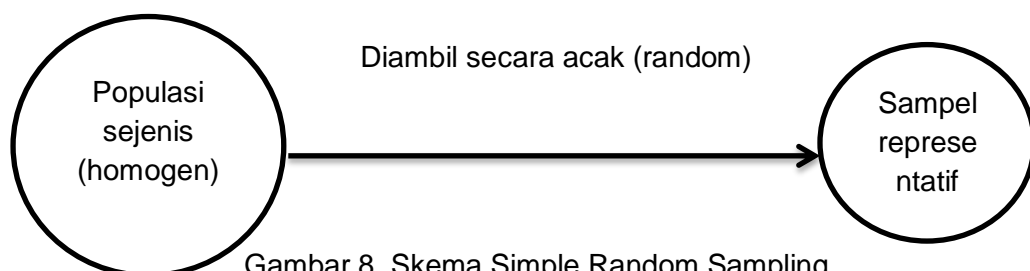 Diambil secara acak (random)
Populasi
sejenis
(homogen)
Sampel
represe
ntatif
Gambar 8. Skema Simple Random Sampling